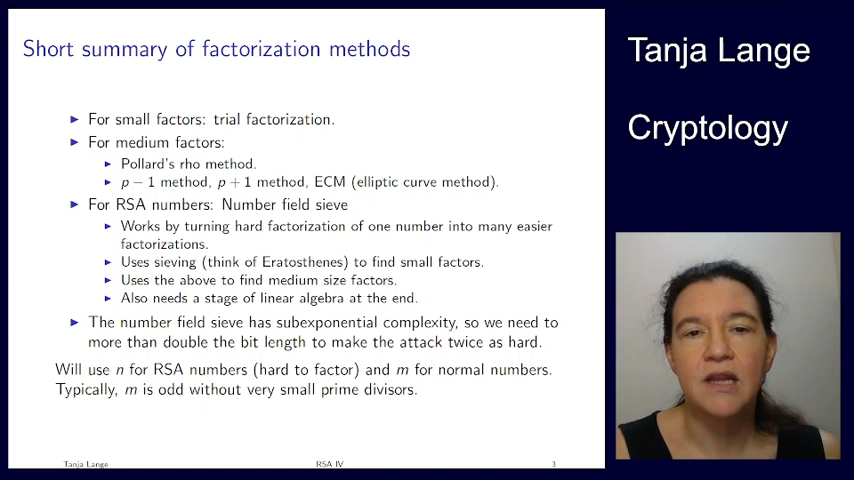 Short summary of factorization methods
► For small factors: trial factorization.
► For medium factors:
► Pollard's rho method.
► p − 1 method, p + 1 method, ECM (elliptic curve method).
► For RSA numbers: Number field sieve
► Works by turning hard factorization of one number into many easier
factorizations.
► Uses sieving (think of Eratosthenes) to find small factors.
► Uses the above to find medium size factors.
► Also needs a stage of linear algebra at the end.
► The number field sieve has subexponential complexity, so we need to
more than double the bit length to make the attack twice as hard.
Will use n for RSA numbers (hard to factor) and m for normal numbers.
Typically, m is odd without very small prime divisors.
Tanja Lange
RSA IV
3
Tanja Lange
Cryptology